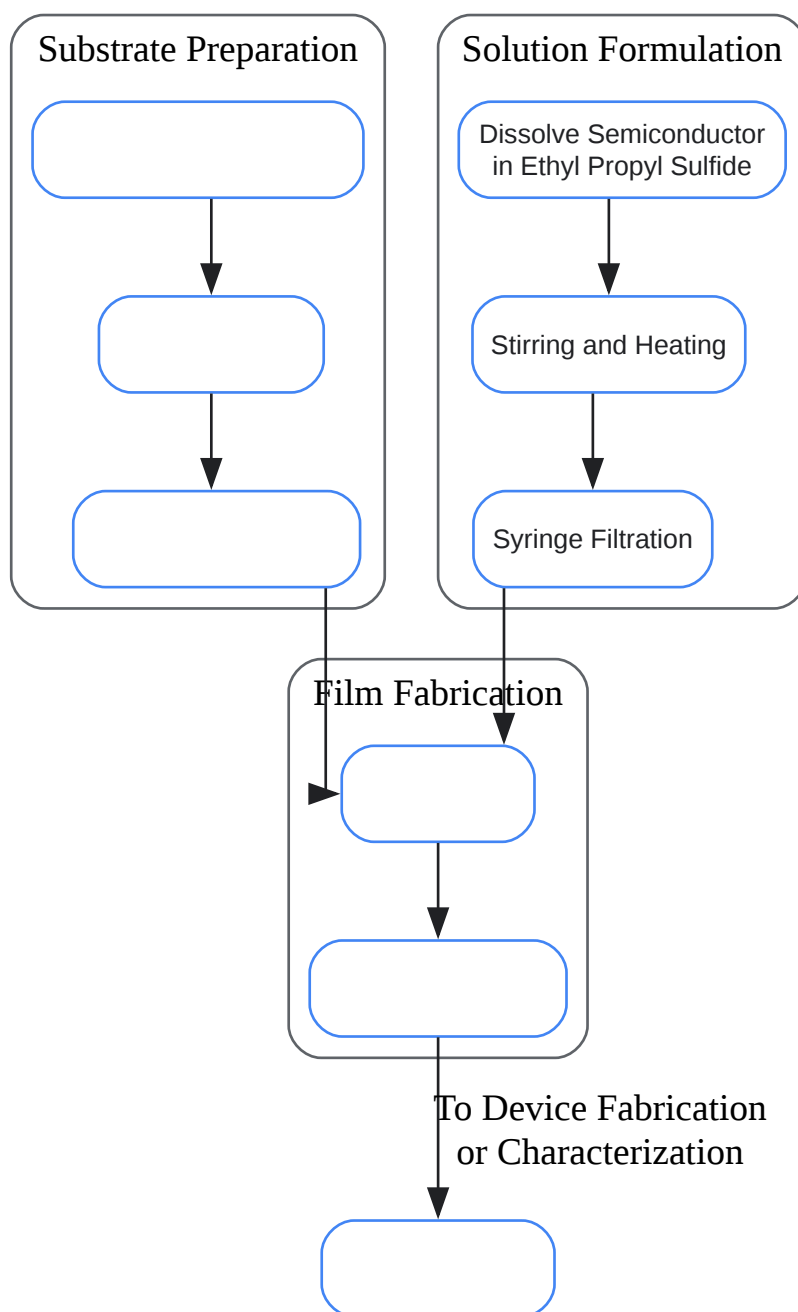 Substrate Preparation
Solution Formulation
Dissolve Semiconductor
in Ethyl Propyl Sulfide
Stirring and Heating
Syringe Filtration
Film Fabrication
To Device Fabrication
or Characterization